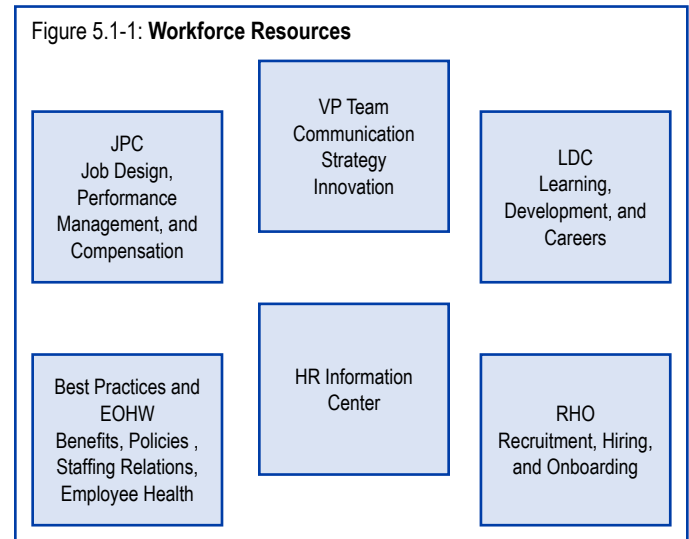 Figure 5.1-1: Workforce Resources
JPC
Job Design,
Performance
Management, and
Compensation
VP Team
Communication
Strategy
Innovation
LDC
Learning,
Development, and
Careers
Best Practices and
EOHW
Benefits, Policies ,
Staffing Relations,
Employee Health
HR Information
Center
RHO
Recruitment, Hiring,
and Onboarding